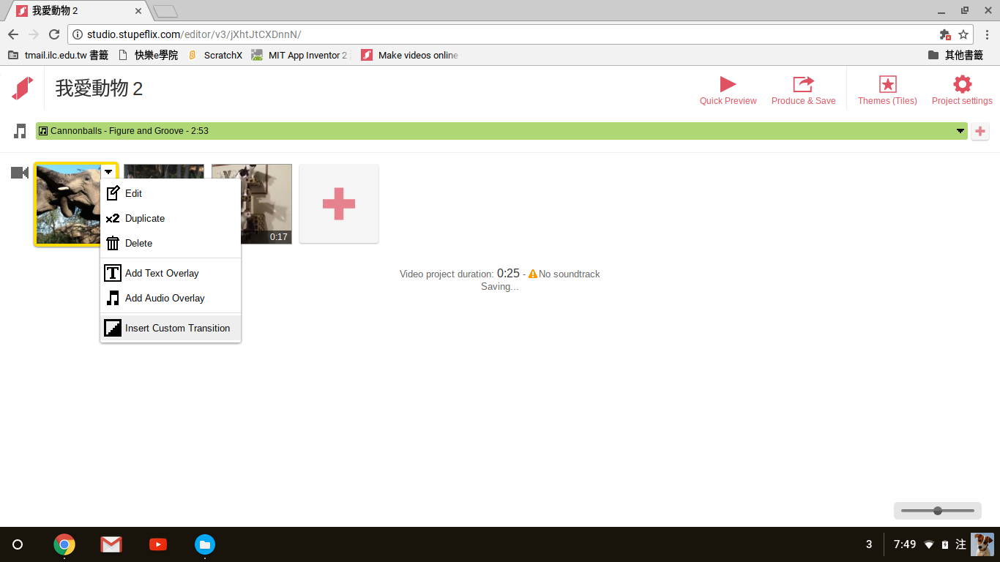 我愛動物 2
studio.stupeflix.com/editor/v3/jXhtJtCXDnnN/
tmail.ilc.edu.tw 書籤 快樂e學院 ScratchX MIT App Inventor 2 Make videos online 其他書籤
我愛動物 2
Quick Preview Produce & Save Themes (Tiles) Project settings
Cannonballs - Figure and Groove - 2:53
Edit
x2 Duplicate
Delete
0:17
T Add Text Overlay
Add Audio Overlay
Insert Custom Transition
Video project duration: 0:25 - No soundtrack
Saving...
3 7:49 注